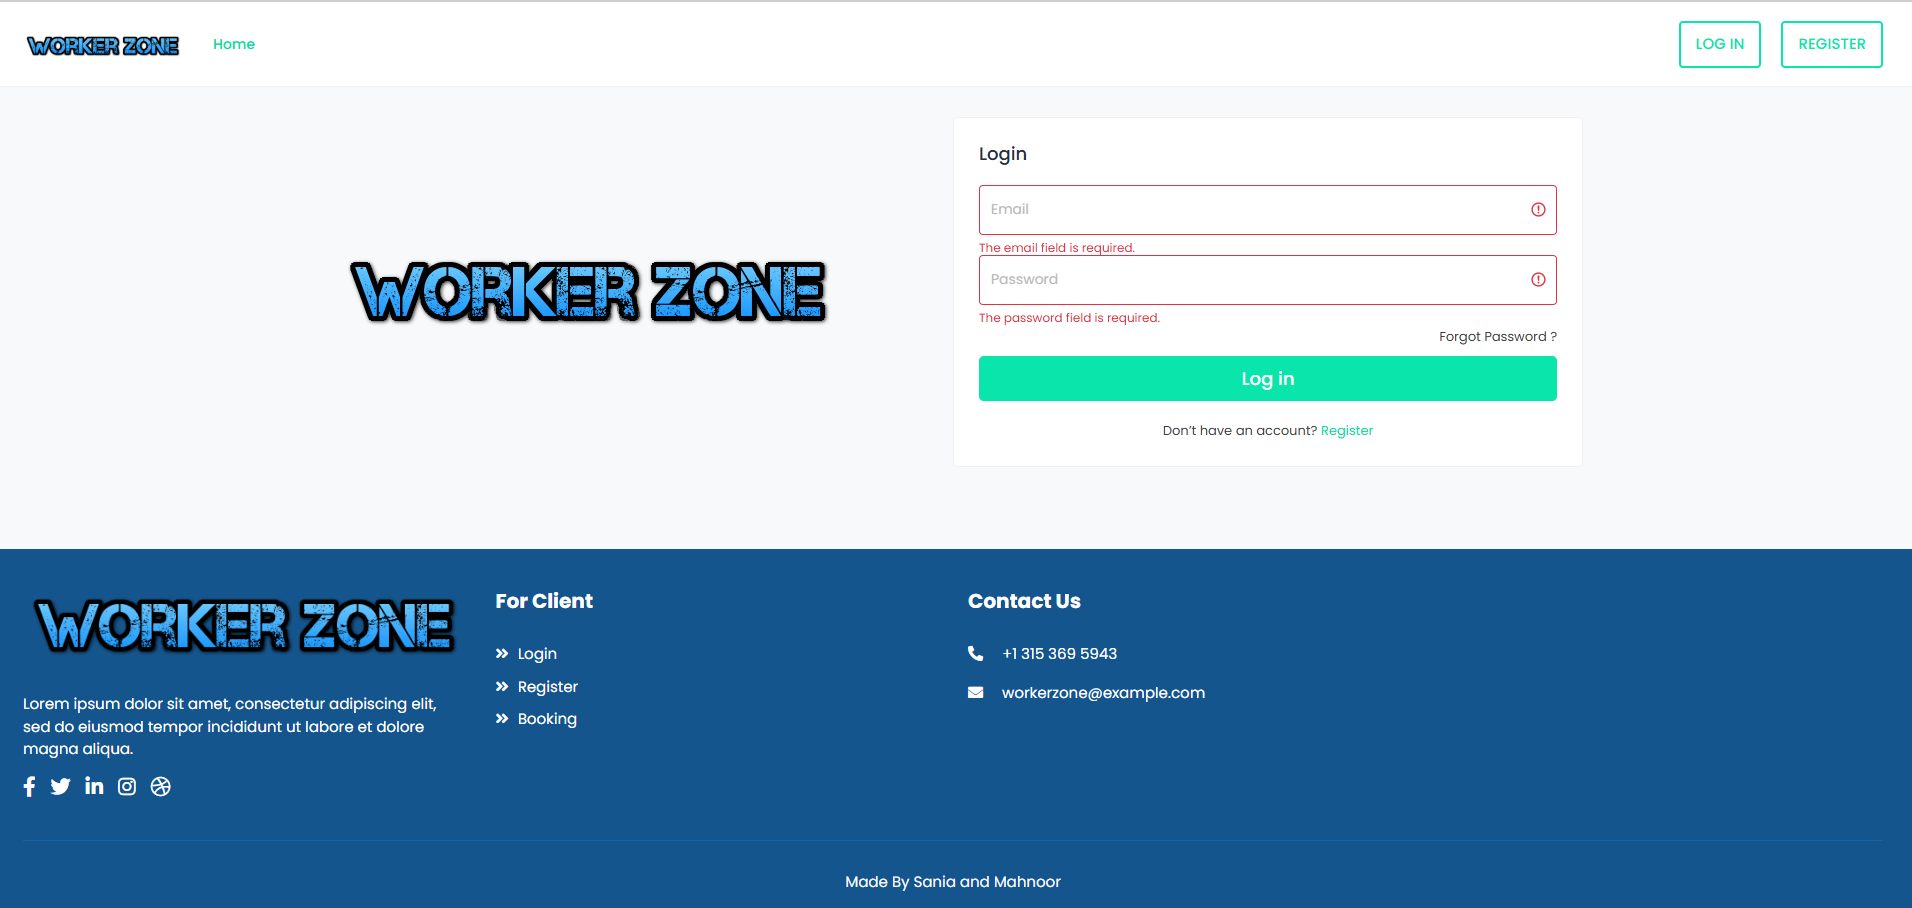 WORKER ZONE
Home
LOG IN
REGISTER
WORKER ZONE
Login
Email
The email field is required.
Password
The password field is required.
Forgot Password ?
Log in
Don’t have an account? Register
WORKER ZONE
Lorem ipsum dolor sit amet, consectetur adipiscing elit,
sed do eiusmod tempor incididunt ut labore et dolore
magna aliqua.
For Client
Login
Register
Booking
Contact Us
+1 315 369 5943
workerzone@example.com
Made By Sania and Mahnoor